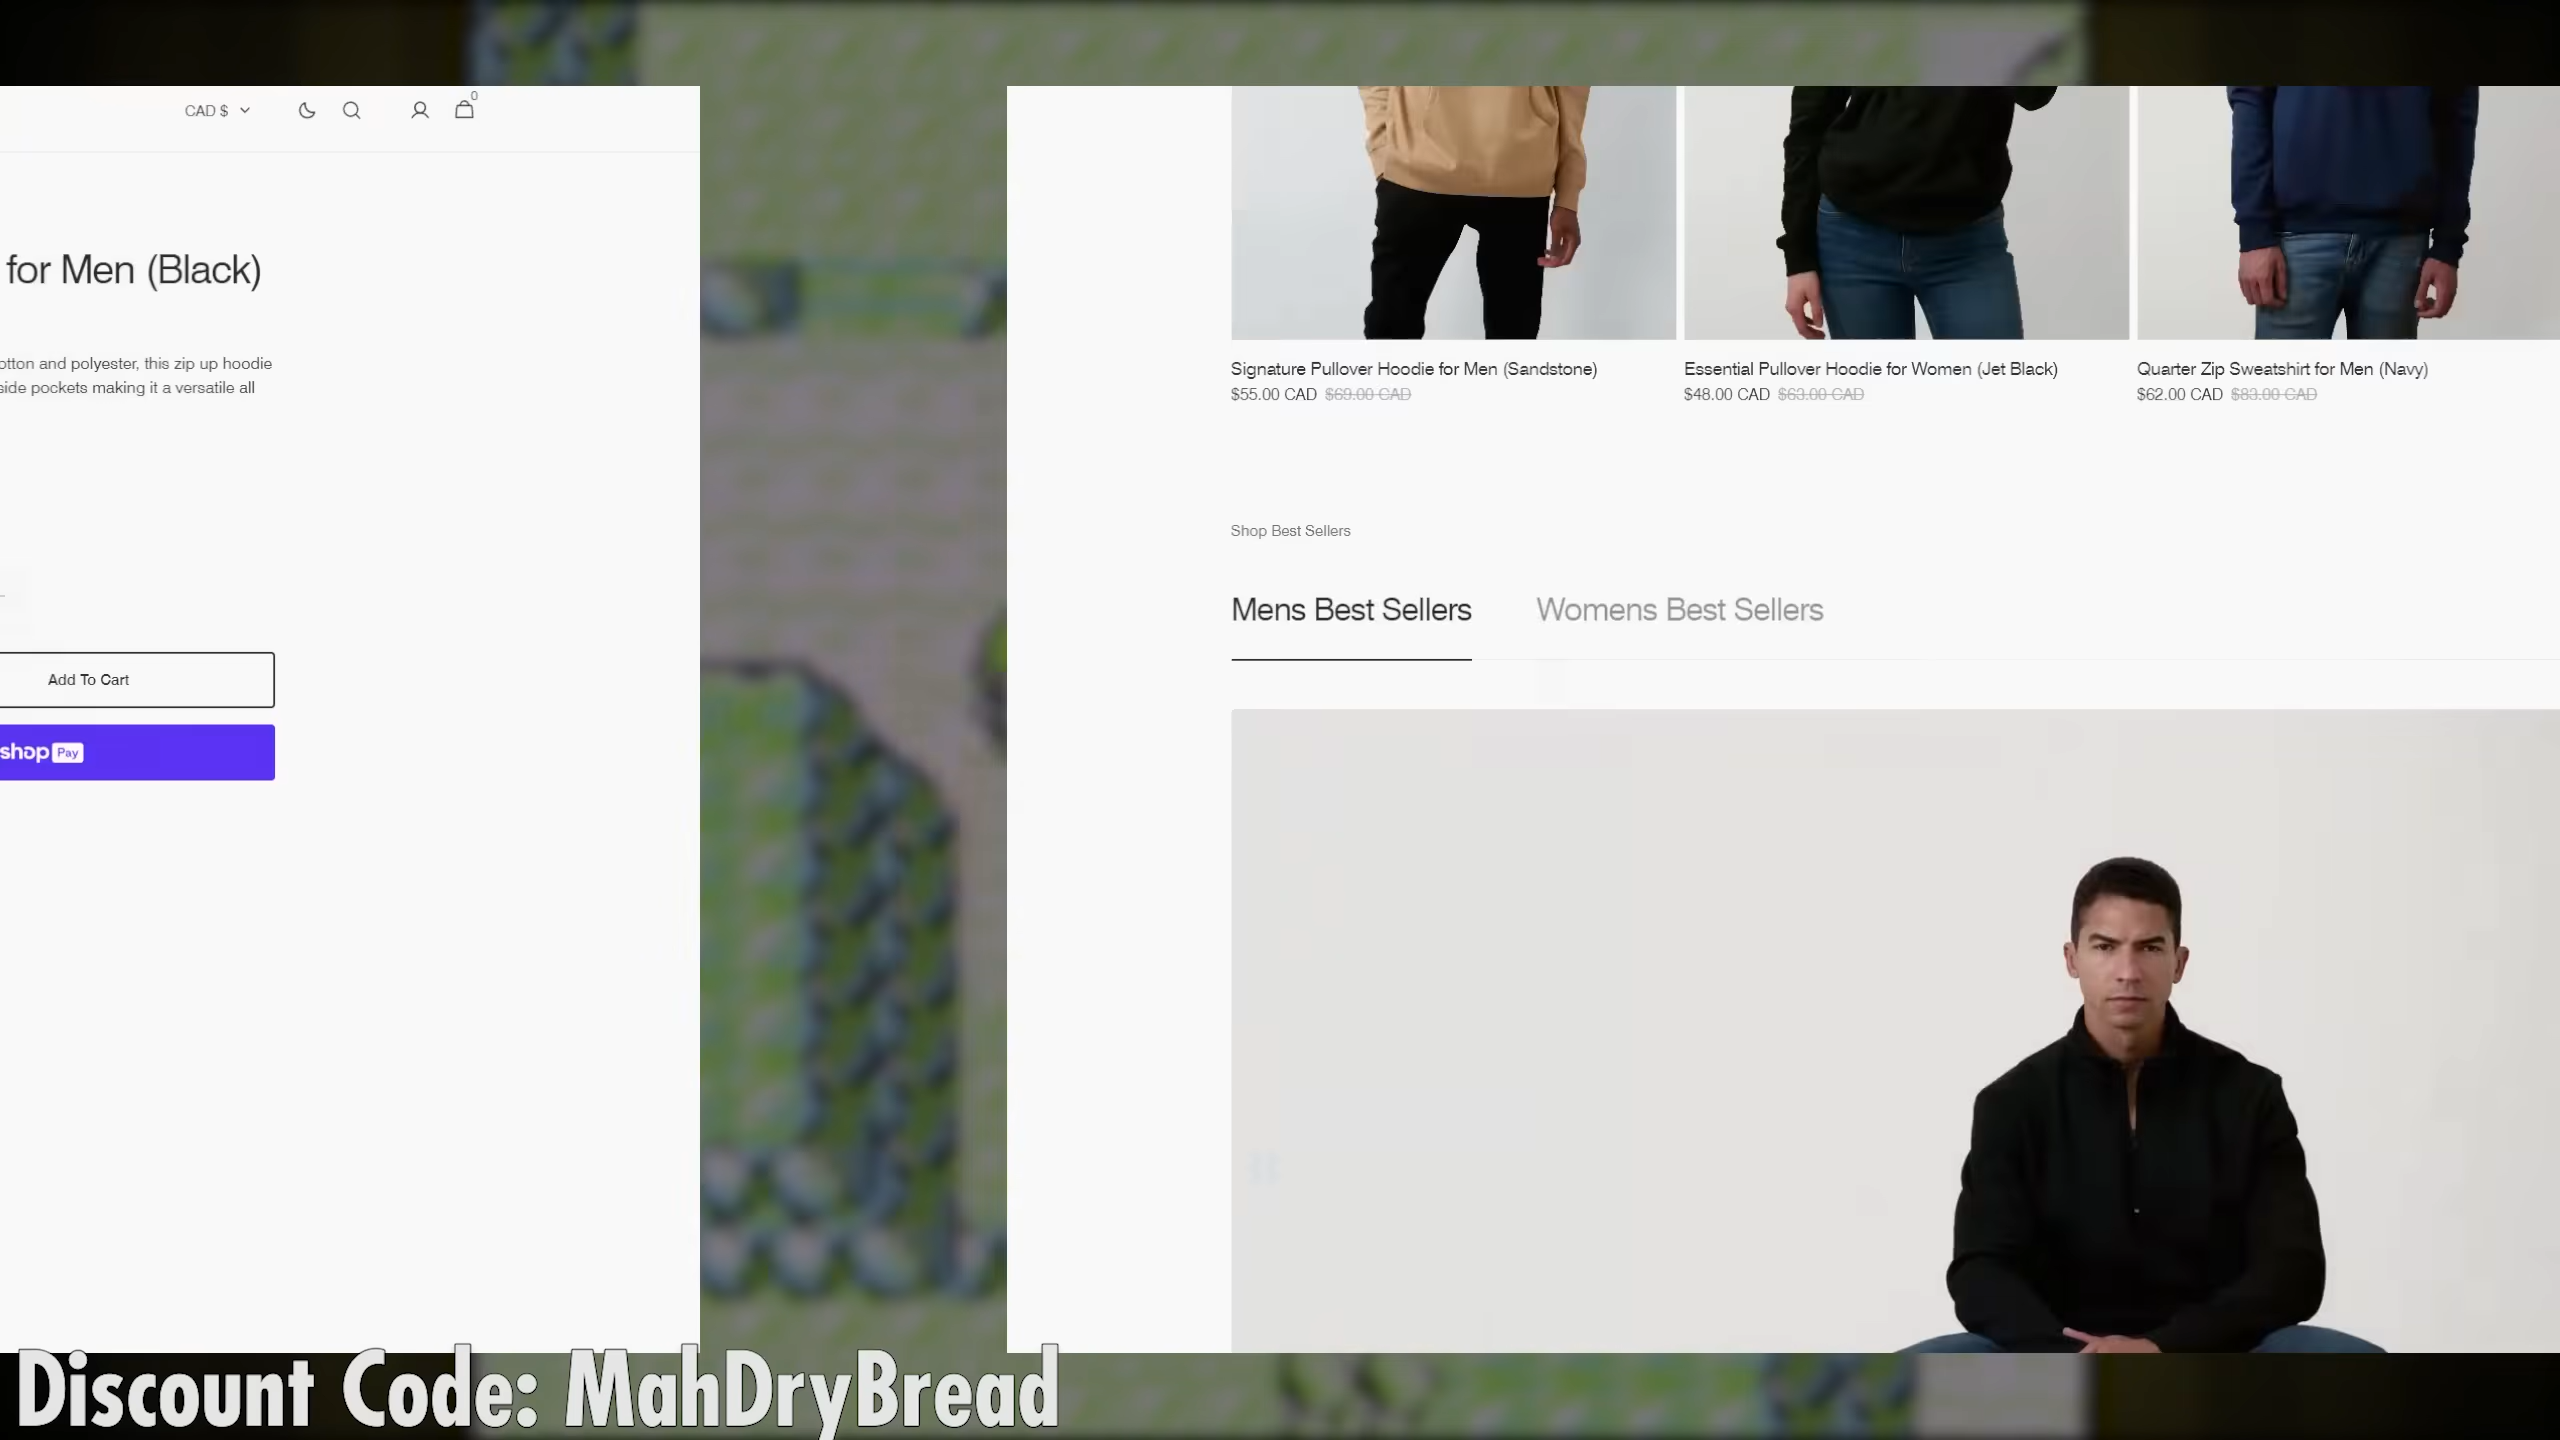 CAD $
0
for Men (Black)
otton and polyester, this zip up hoodie
side pockets making it a versatile all
Add To Cart
shop Pay
Signature Pullover Hoodie for Men (Sandstone)
$55.00 CAD $69.00 CAD
Essential Pullover Hoodie for Women (Jet Black)
$48.00 CAD $63.00 CAD
Quarter Zip Sweatshirt for Men (Navy)
$62.00 CAD $83.00 CAD
Shop Best Sellers
Mens Best Sellers
Womens Best Sellers
Discount Code: MahDryBread